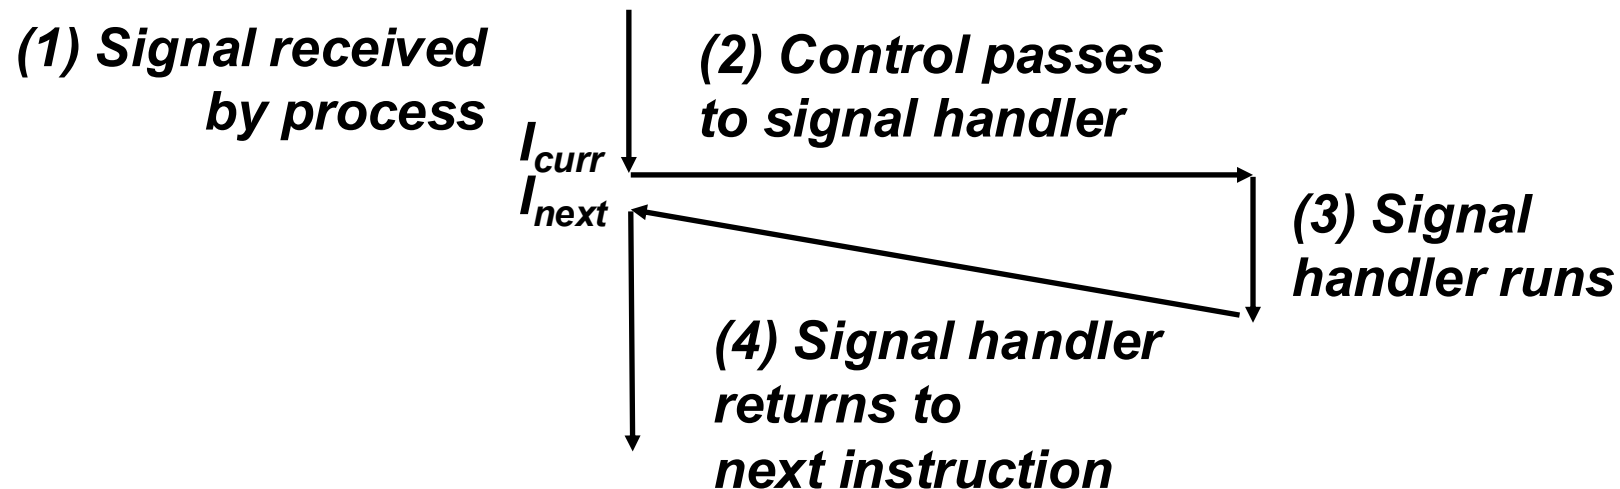 (1) Signal received
by process
(2) Control passes
to signal handler
I_curr
I_next
(3) Signal
handler runs
(4) Signal handler
returns to
next instruction